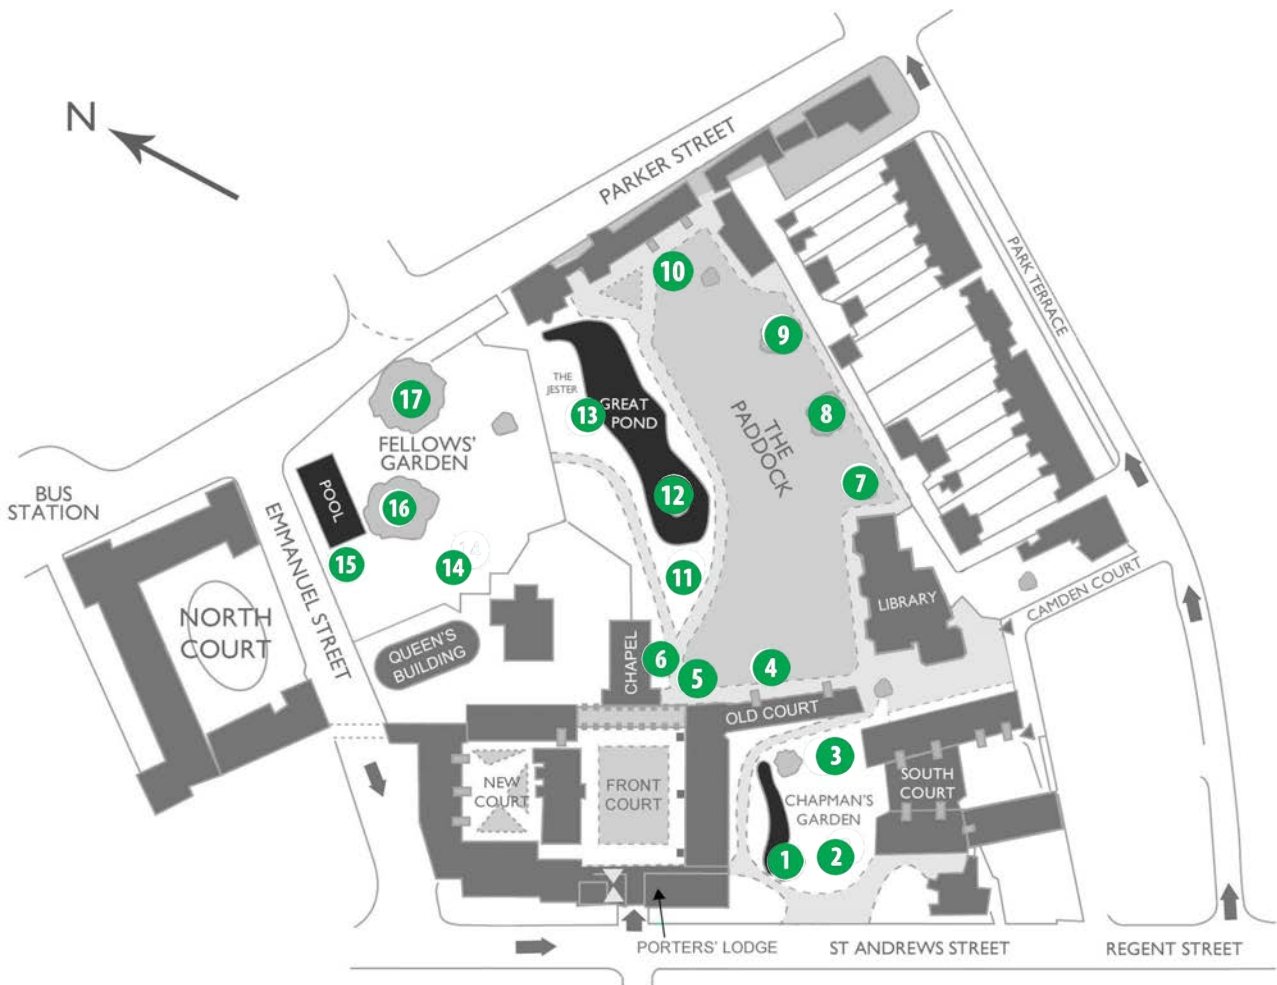 N
PARKER STREET
PARK TERRACE
10
9
17
THE
JESTER
13
GREAT
POND
8
THE
PADDOCK
FELLOWS'
GARDEN
BUS
STATION
POOL
16
12
7
EMMANUEL STREET
15
14
14
11
NORTH
COURT
LIBRARY
CAMDEN COURT
QUEEN'S
BUILDING
CHAPEL
6
5
4
OLD COURT
3
NEW
COURT
FRONT
COURT
SOUTH
COURT
CHAPMAN'S
GARDEN
1
2
PORTERS' LODGE
ST ANDREWS STREET
REGENT STREET